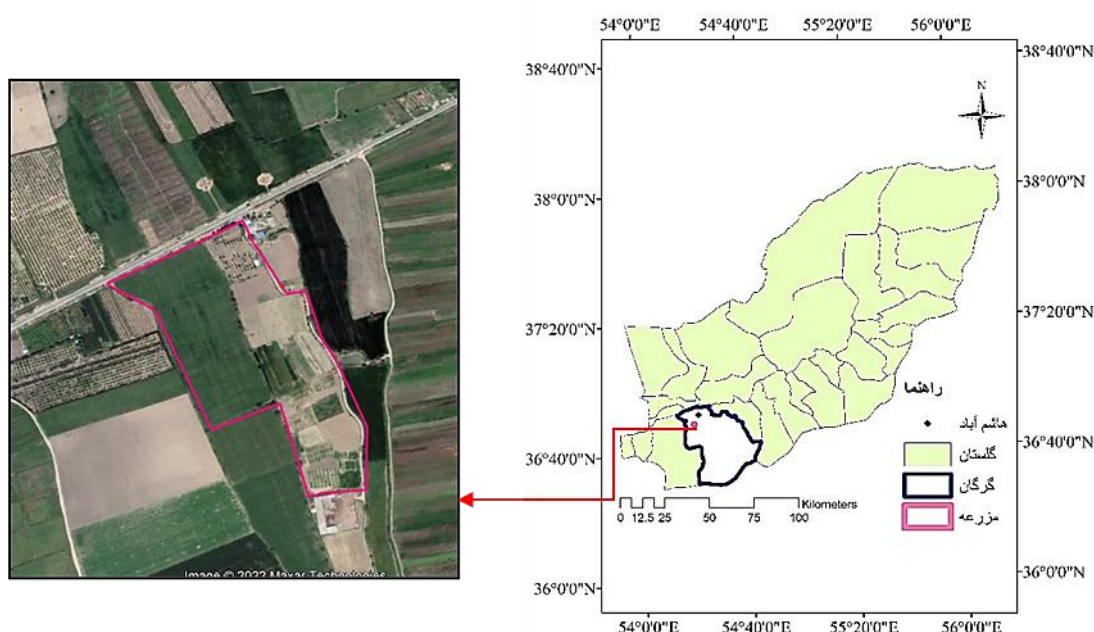 54°0'0"E 54°40'0"E 55°20'0"E 56°0'0"E
38°40'0"N 38°40'0"N
N
38°0'0"N 38°0'0"N
37°20'0"N 37°20'0"N
راهنما
هاشم آباد
گلستان
گرگان
مزرعه
36°40'0"N 36°40'0"N
Kilometers
0 12.5 25 50 75 100
36°0'0"N 36°0'0"N
54°0'0"E 54°40'0"E 55°20'0"E 56°0'0"E
Image © 2022 Maxar Technologies